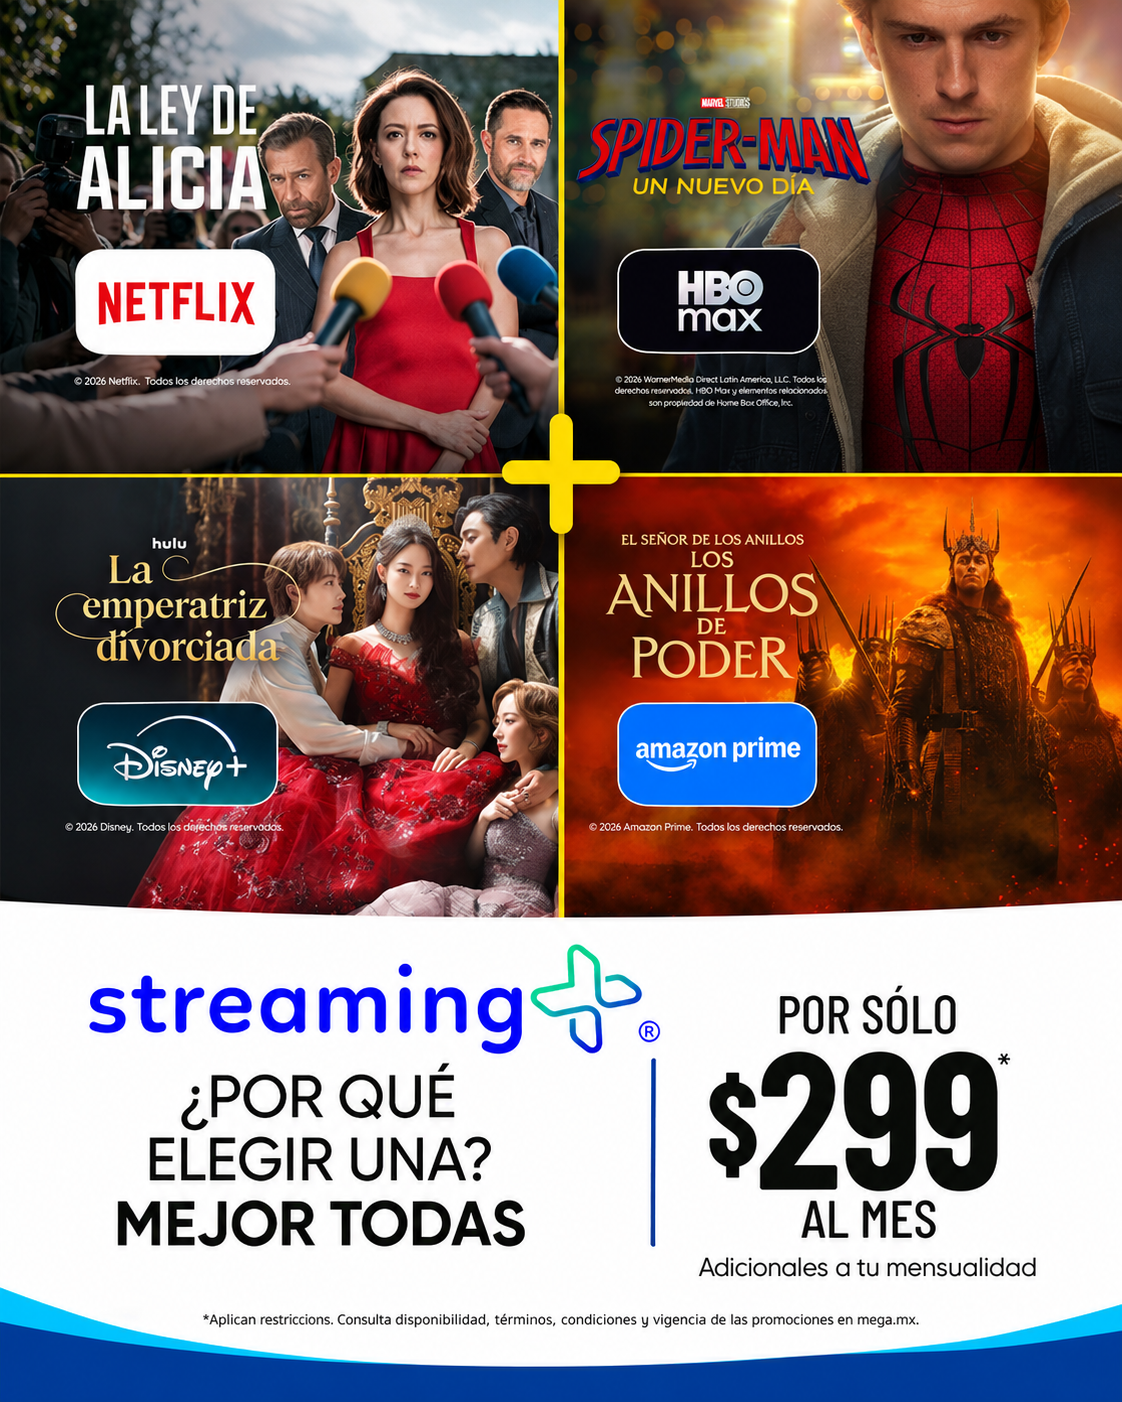 LA LEY DE
ALICIA
NETFLIX
© 2026 Netflix. Todos los derechos reservados.
MARVEL STUDIOS
SPIDER-MAN
UN NUEVO DÍA
HBO
max
© 2026 WarnerMedia Direct Latin America, LLC. Todos los
derechos reservados. HBO Max y elementos relacionados
son propiedad de Home Box Office, Inc.
hulu
La
emperatriz
divorciada
Disney+
© 2026 Disney. Todos los derechos reservados.
EL SEÑOR DE LOS ANILLOS
LOS
ANILLOS
DE
PODER
amazon prime
© 2026 Amazon Prime. Todos los derechos reservados.
streaming+®
¿POR QUÉ
ELEGIR UNA?
MEJOR TODAS
POR SÓLO
$299*
AL MES
Adicionales a tu mensualidad
*Aplican restriccions. Consulta disponibilidad, términos, condiciones y vigencia de las promociones en mega.mx.